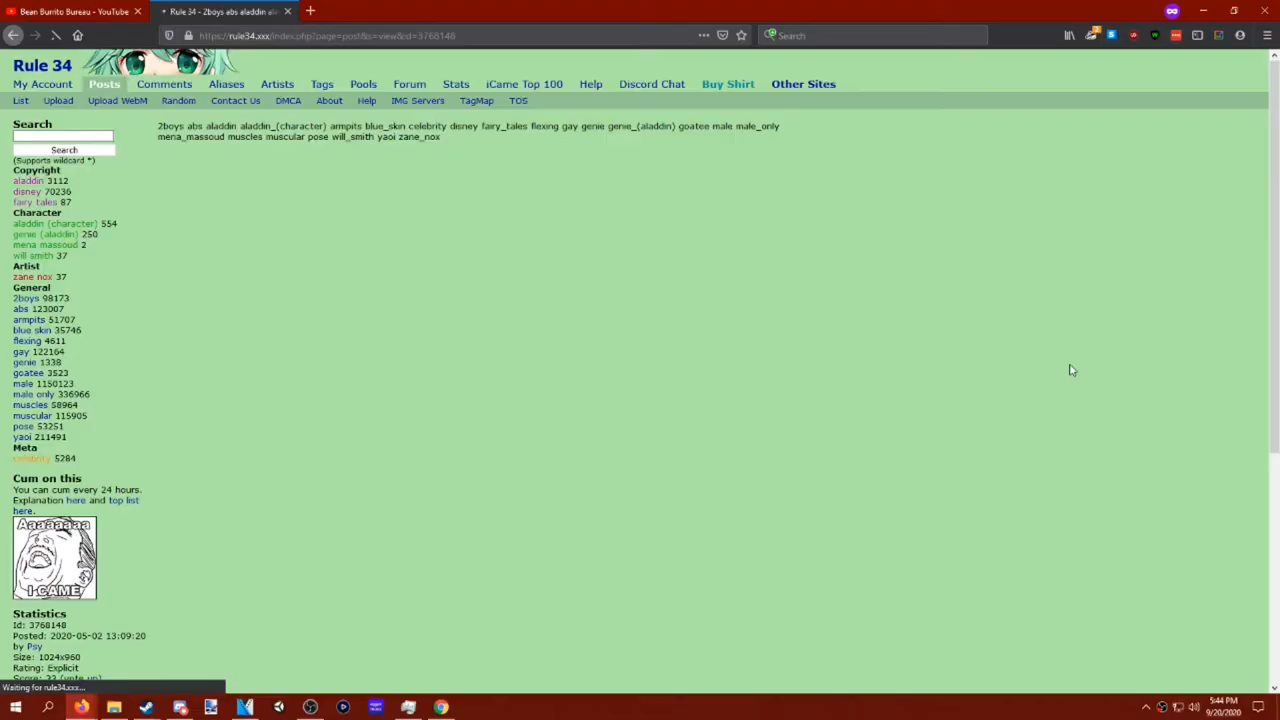 Bean Burrito Bureau - YouTube
Rule 34 - 2boys abs aladdin ala
https://rule34.xxx/index.php?page=post&s=view&id=3768148
Search
Rule 34
My Account Posts Comments Aliases Artists Tags Pools Forum Stats iCame Top 100 Help Discord Chat Buy Shirt Other Sites
List Upload Upload WebM Random Contact Us DMCA About Help IMG Servers TagMap TOS
Search
Search
(Supports wildcard *)
Copyright
aladdin 3112
disney 70236
fairy tales 87
Character
aladdin (character) 554
genie (aladdin) 250
mena massoud 2
will smith 37
Artist
zane nox 37
General
2boys 98173
abs 123007
armpits 51707
blue skin 35746
flexing 4611
gay 122164
genie 1338
goatee 3523
male 1150123
male only 336966
muscles 58964
muscular 115905
pose 53251
yaoi 211491
Meta
celebrity 5284
Cum on this
You can cum every 24 hours.
Explanation here and top list
here.
Aaaaaaaa
I CAME
Statistics
Id: 3768148
Posted: 2020-05-02 13:09:20
by Psy
Size: 1024x960
Rating: Explicit
2boys abs aladdin aladdin_(character) armpits blue_skin celebrity disney fairy_tales flexing gay genie genie_(aladdin) goatee male male_only
mena_massoud muscles muscular pose will_smith yaoi zane_nox
Waiting for rule34.xxx...
5:44 PM
9/20/2020